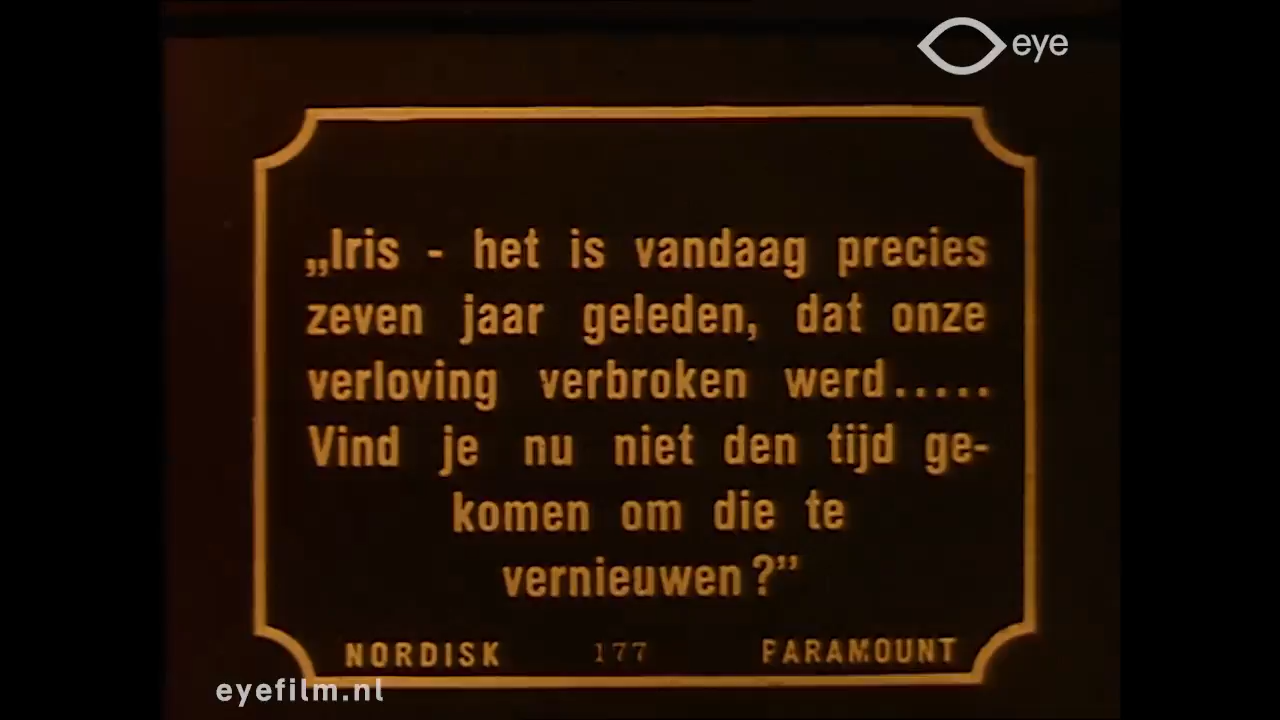 eye
„Iris - het is vandaag precies
zeven jaar geleden, dat onze
verloving verbroken werd.....
Vind je nu niet den tijd ge-
komen om die te
vernieuwen?”
NORDISK 177 PARAMOUNT
eyefilm.nl